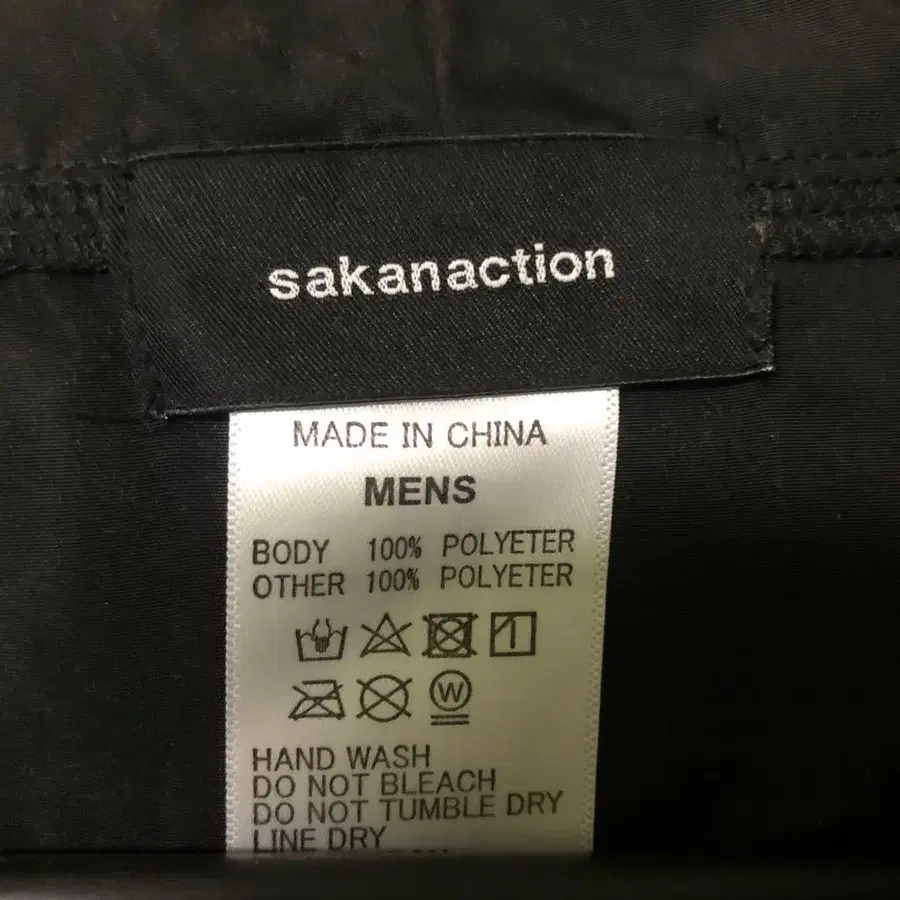 sakanaction
MADE IN CHINA
MENS
BODY 100% POLYETER
OTHER 100% POLYETER
W
HAND WASH
DO NOT BLEACH
DO NOT TUMBLE DRY
LINE DRY